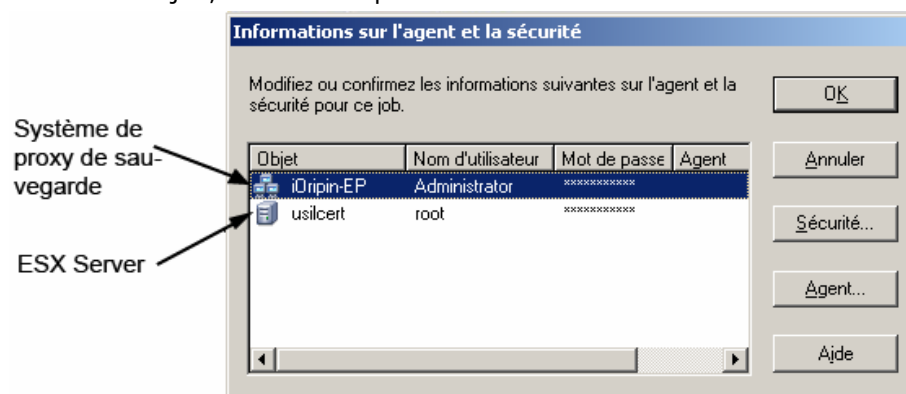 Informations sur l'agent et la sécurité
Modifiez ou confirmez les informations suivantes sur l'agent et la
sécurité pour ce job.
OK
Système de
proxy de sau-
vegarde
ESX Server
Objet Nom d'utilisateur Mot de passe Agent
iOripin-EP Administrator ***********
usilcert root ***********
Annuler
Sécurité...
Agent...
Aide